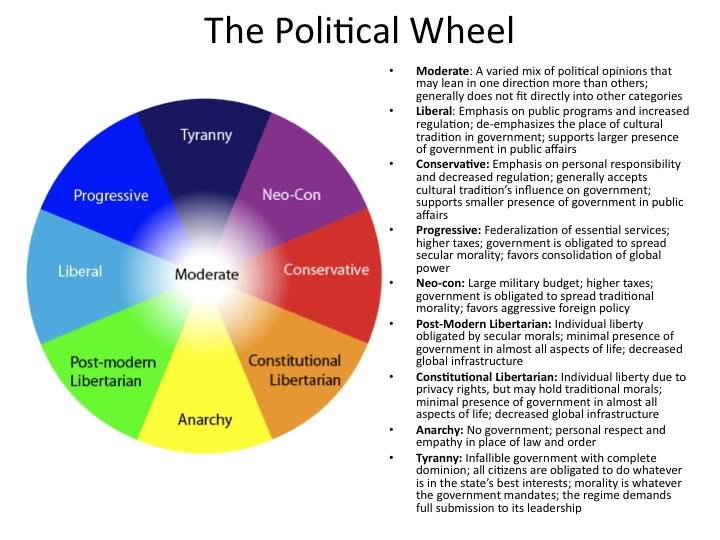 The Political Wheel
Tyranny
Progressive
Neo-Con
Liberal
Moderate
Conservative
Post-modern
Libertarian
Constitutional
Libertarian
Anarchy
• Moderate: A varied mix of political opinions that
may lean in one direction more than others;
generally does not fit directly into other categories
• Liberal: Emphasis on public programs and increased
regulation; de-emphasizes the place of cultural
tradition in government; supports larger presence
of government in public affairs
• Conservative: Emphasis on personal responsibility
and decreased regulation; generally accepts
cultural tradition's influence on government;
supports smaller presence of government in public
affairs
• Progressive: Federalization of essential services;
higher taxes; government is obligated to spread
secular morality; favors consolidation of global
power
• Neo-con: Large military budget; higher taxes;
government is obligated to spread traditional
morality; favors aggressive foreign policy
• Post-Modern Libertarian: Individual liberty
obligated by secular morals; minimal presence of
government in almost all aspects of life; decreased
global infrastructure
• Constitutional Libertarian: Individual liberty due to
privacy rights, but may hold traditional morals;
minimal presence of government in almost all
aspects of life; decreased global infrastructure
• Anarchy: No government; personal respect and
empathy in place of law and order
• Tyranny: Infallible government with complete
dominion; all citizens are obligated to do whatever
is in the state's best interests; morality is whatever
the government mandates; the regime demands
full submission to its leadership